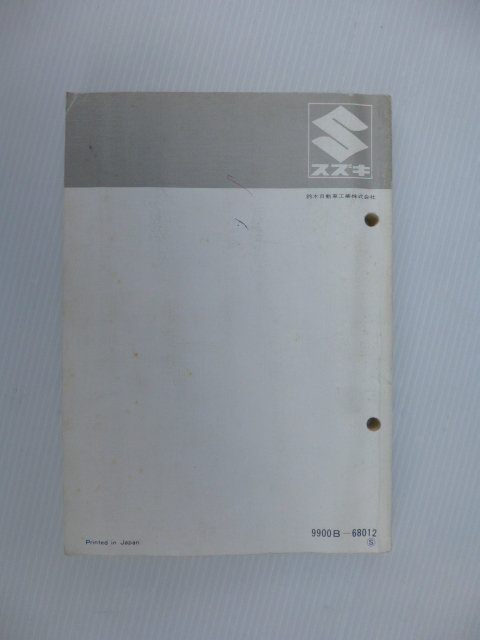 スズキ
鈴木自動車工業株式会社
9900B-68012
Ⓢ
Printed in Japan